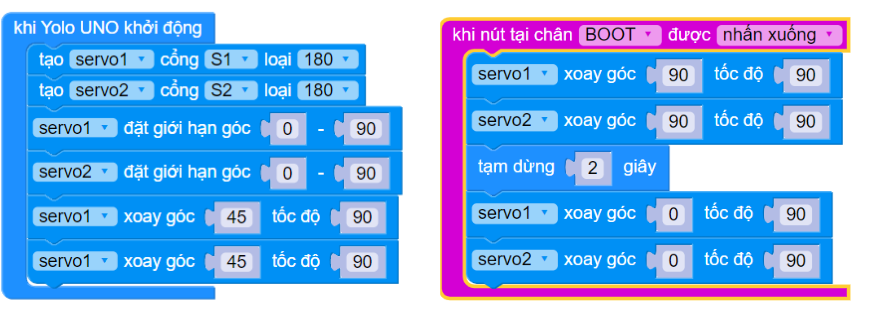 khi Yolo UNO khởi động
tạo servo1 cổng S1 loại 180
tạo servo2 cổng S2 loại 180
servo1 đặt giới hạn góc 0 - 90
servo2 đặt giới hạn góc 0 - 90
servo1 xoay góc 45 tốc độ 90
servo1 xoay góc 45 tốc độ 90
khi nút tại chân BOOT được nhấn xuống
servo1 xoay góc 90 tốc độ 90
servo2 xoay góc 90 tốc độ 90
tạm dừng 2 giây
servo1 xoay góc 0 tốc độ 90
servo2 xoay góc 0 tốc độ 90